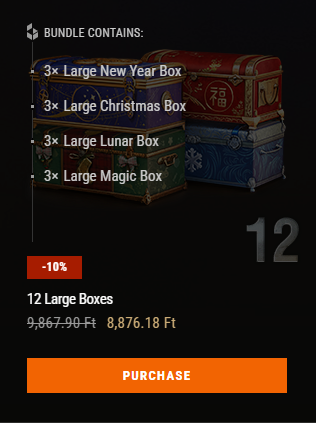 BUNDLE CONTAINS:
3× Large New Year Box
3× Large Christmas Box
福
3× Large Lunar Box
3× Large Magic Box
12
-10%
12 Large Boxes
9,867.90 Ft 8,876.18 Ft
PURCHASE